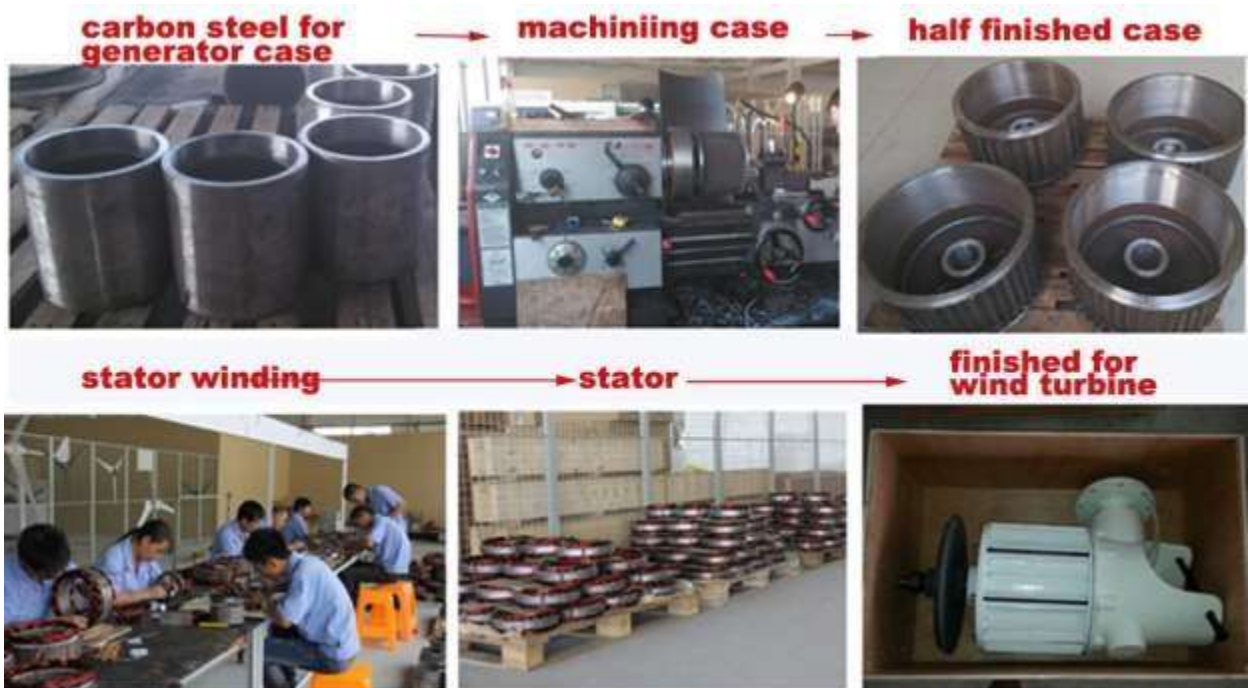 carbon steel for
generator case
machiniing case
half finished case
stator winding
stator
finished for
wind turbine